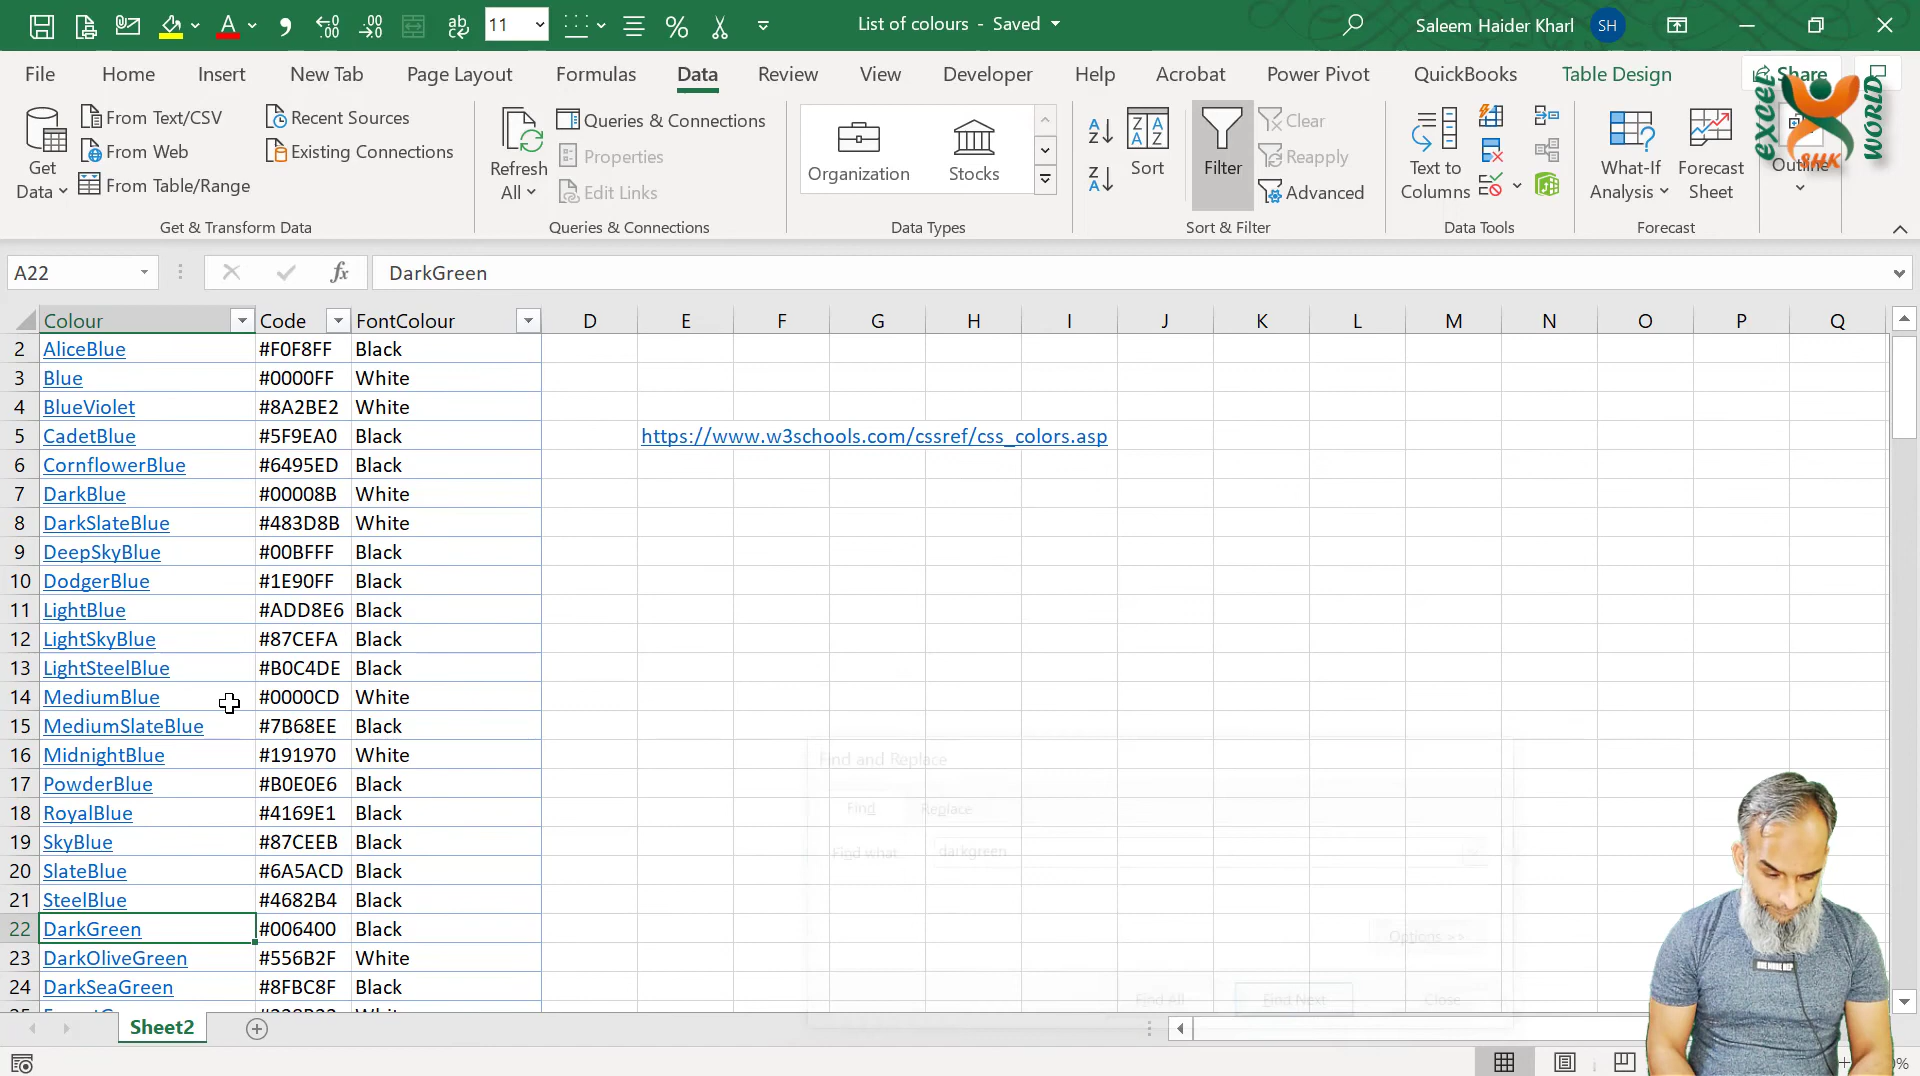 11
List of colours - Saved
Saleem Haider Kharl SH
File Home Insert New Tab Page Layout Formulas Data Review View Developer Help Acrobat Power Pivot QuickBooks Table Design Share
Get Data
From Text/CSV
From Web
From Table/Range
Recent Sources
Existing Connections
Get & Transform Data
Refresh All
Queries & Connections
Properties
Edit Links
Queries & Connections
Organization
Stocks
Data Types
Sort
Filter
Clear
Reapply
Advanced
Sort & Filter
Text to Columns
Data Tools
What-If Analysis
Forecast Sheet
Forecast
Outline
excel
SHK
WORLD
A22
fx
DarkGreen
Colour Code FontColour D E F G H I J K L M N O P Q
2 AliceBlue #F0F8FF Black
3 Blue #0000FF White
4 BlueViolet #8A2BE2 White
5 CadetBlue #5F9EA0 Black https://www.w3schools.com/cssref/css_colors.asp
6 CornflowerBlue #6495ED Black
7 DarkBlue #00008B White
8 DarkSlateBlue #483D8B White
9 DeepSkyBlue #00BFFF Black
10 DodgerBlue #1E90FF Black
11 LightBlue #ADD8E6 Black
12 LightSkyBlue #87CEFA Black
13 LightSteelBlue #B0C4DE Black
14 MediumBlue #0000CD White
15 MediumSlateBlue #7B68EE Black
16 MidnightBlue #191970 White
17 PowderBlue #B0E0E6 Black
18 RoyalBlue #4169E1 Black
19 SkyBlue #87CEEB Black
20 SlateBlue #6A5ACD Black
21 SteelBlue #4682B4 Black
22 DarkGreen #006400 Black
23 DarkOliveGreen #556B2F White
24 DarkSeaGreen #8FBC8F Black
Find and Replace
Find Replace
Find what: darkgreen
Options >>
Find All Find Next Close
Sheet2